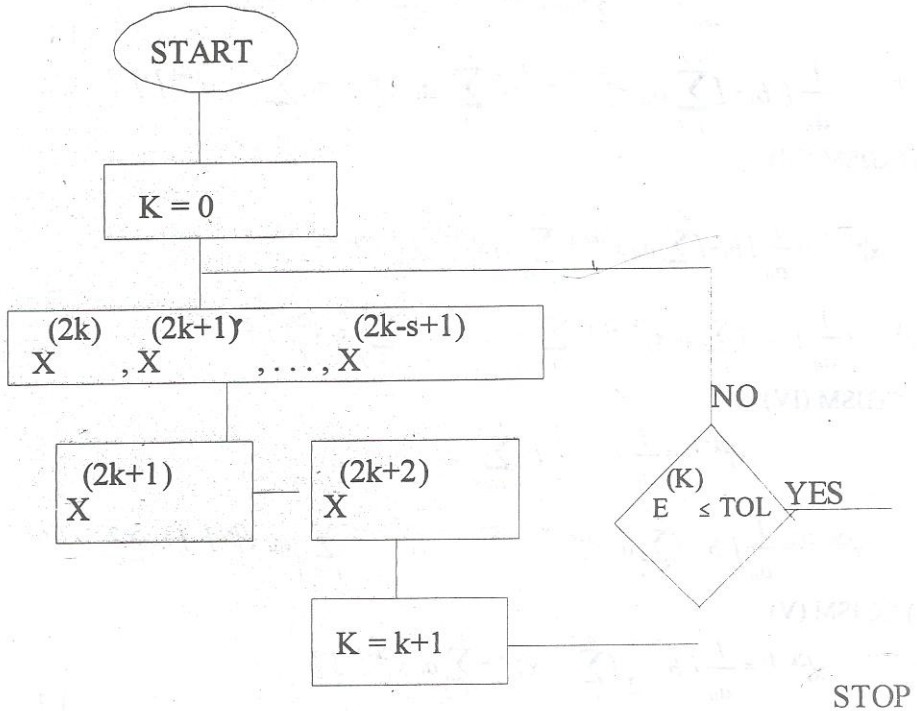 START
K = 0
X^(2k) , X^(2k+1) , . . . , X^(2k-s+1)
NO
X^(2k+1)
X^(2k+2)
E^(K) ≤ TOL
YES
K = k+1
STOP